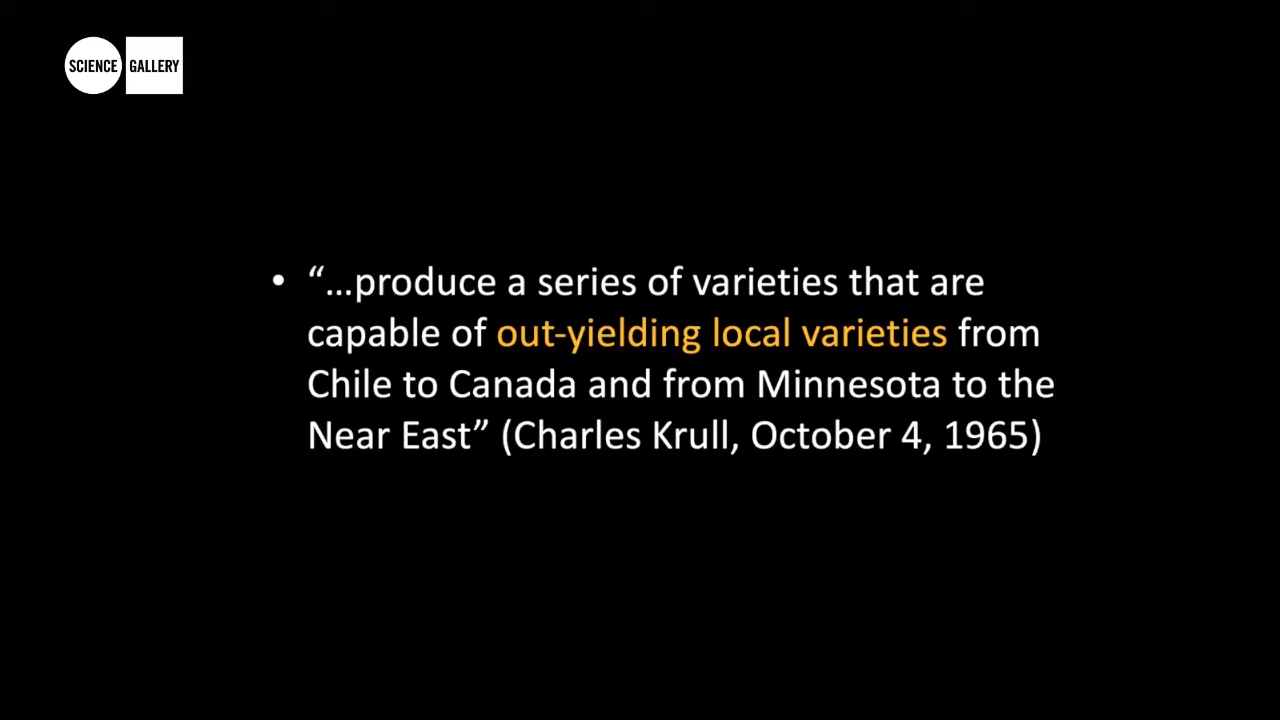 SCIENCE GALLERY
• “...produce a series of varieties that are
capable of out-yielding local varieties from
Chile to Canada and from Minnesota to the
Near East” (Charles Krull, October 4, 1965)